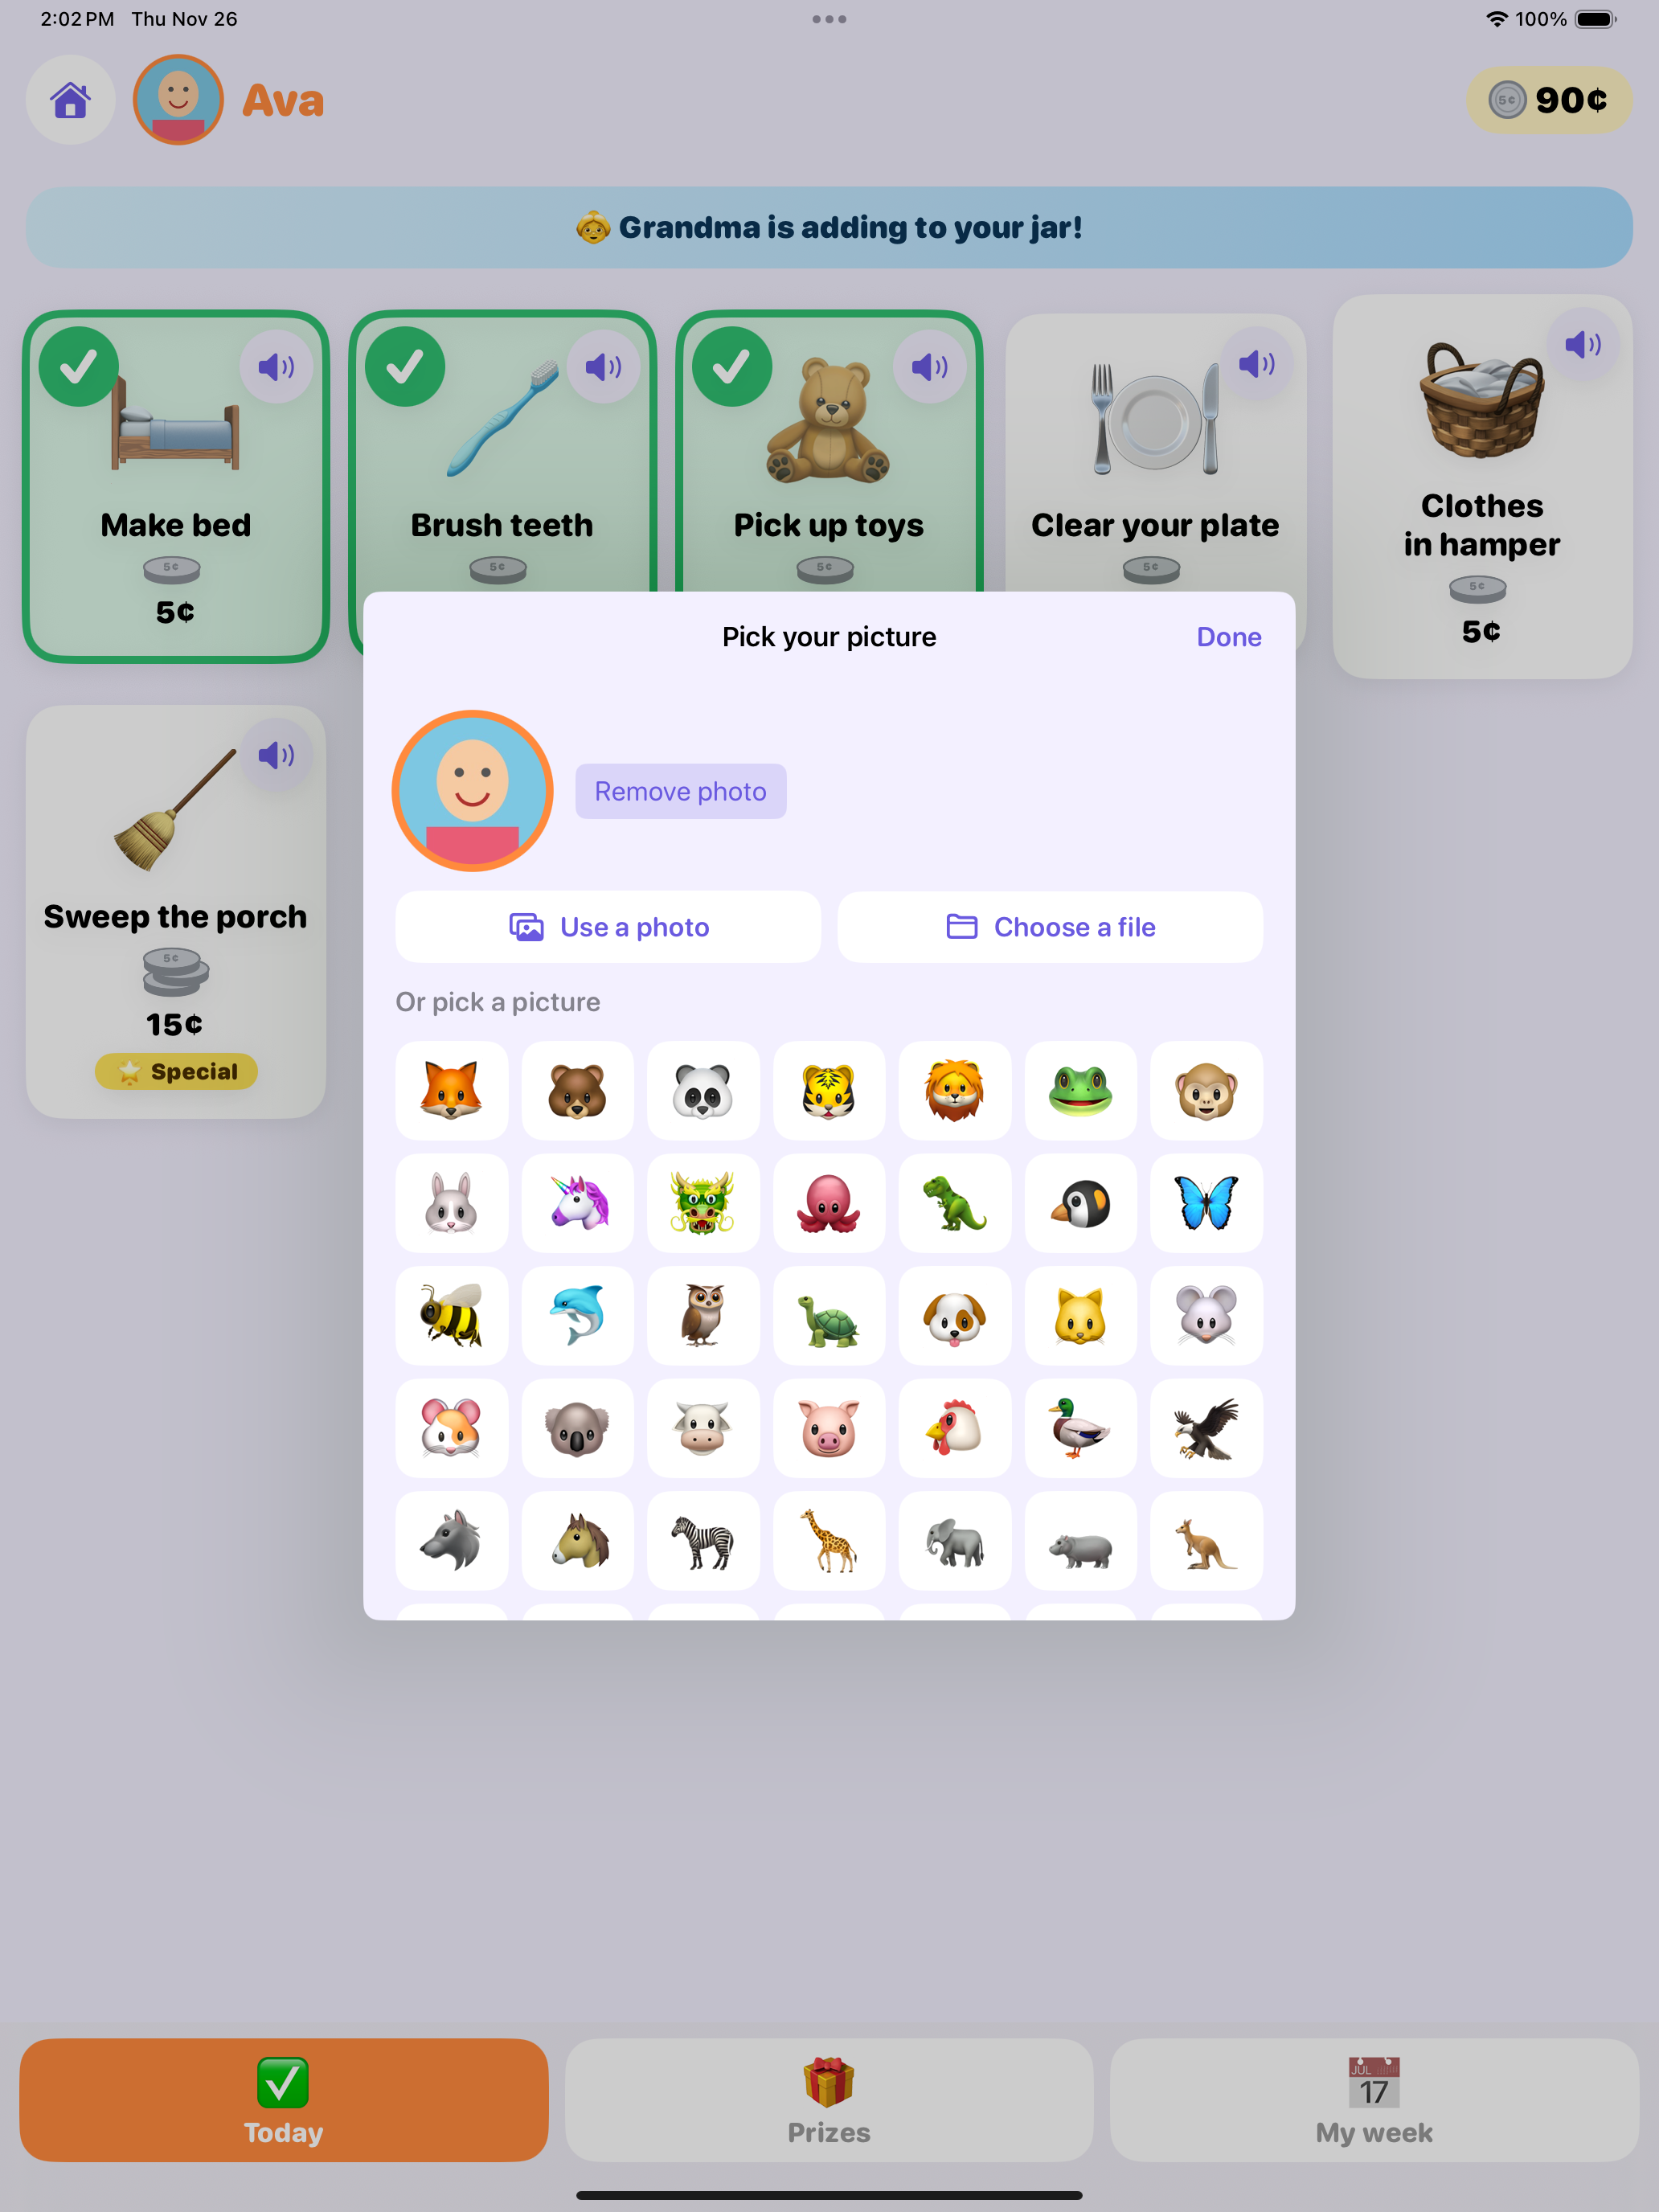 2:02 PM Thu Nov 26
100%
Ava
5¢ 90¢
👵 Grandma is adding to your jar!
Make bed
5¢
5¢
Brush teeth
5¢
Pick up toys
5¢
Clear your plate
5¢
Clothes
in hamper
5¢
5¢
Sweep the porch
5¢
15¢
Special
Pick your picture
Done
Remove photo
Use a photo
Choose a file
Or pick a picture
Today
Prizes
JUL
17
My week